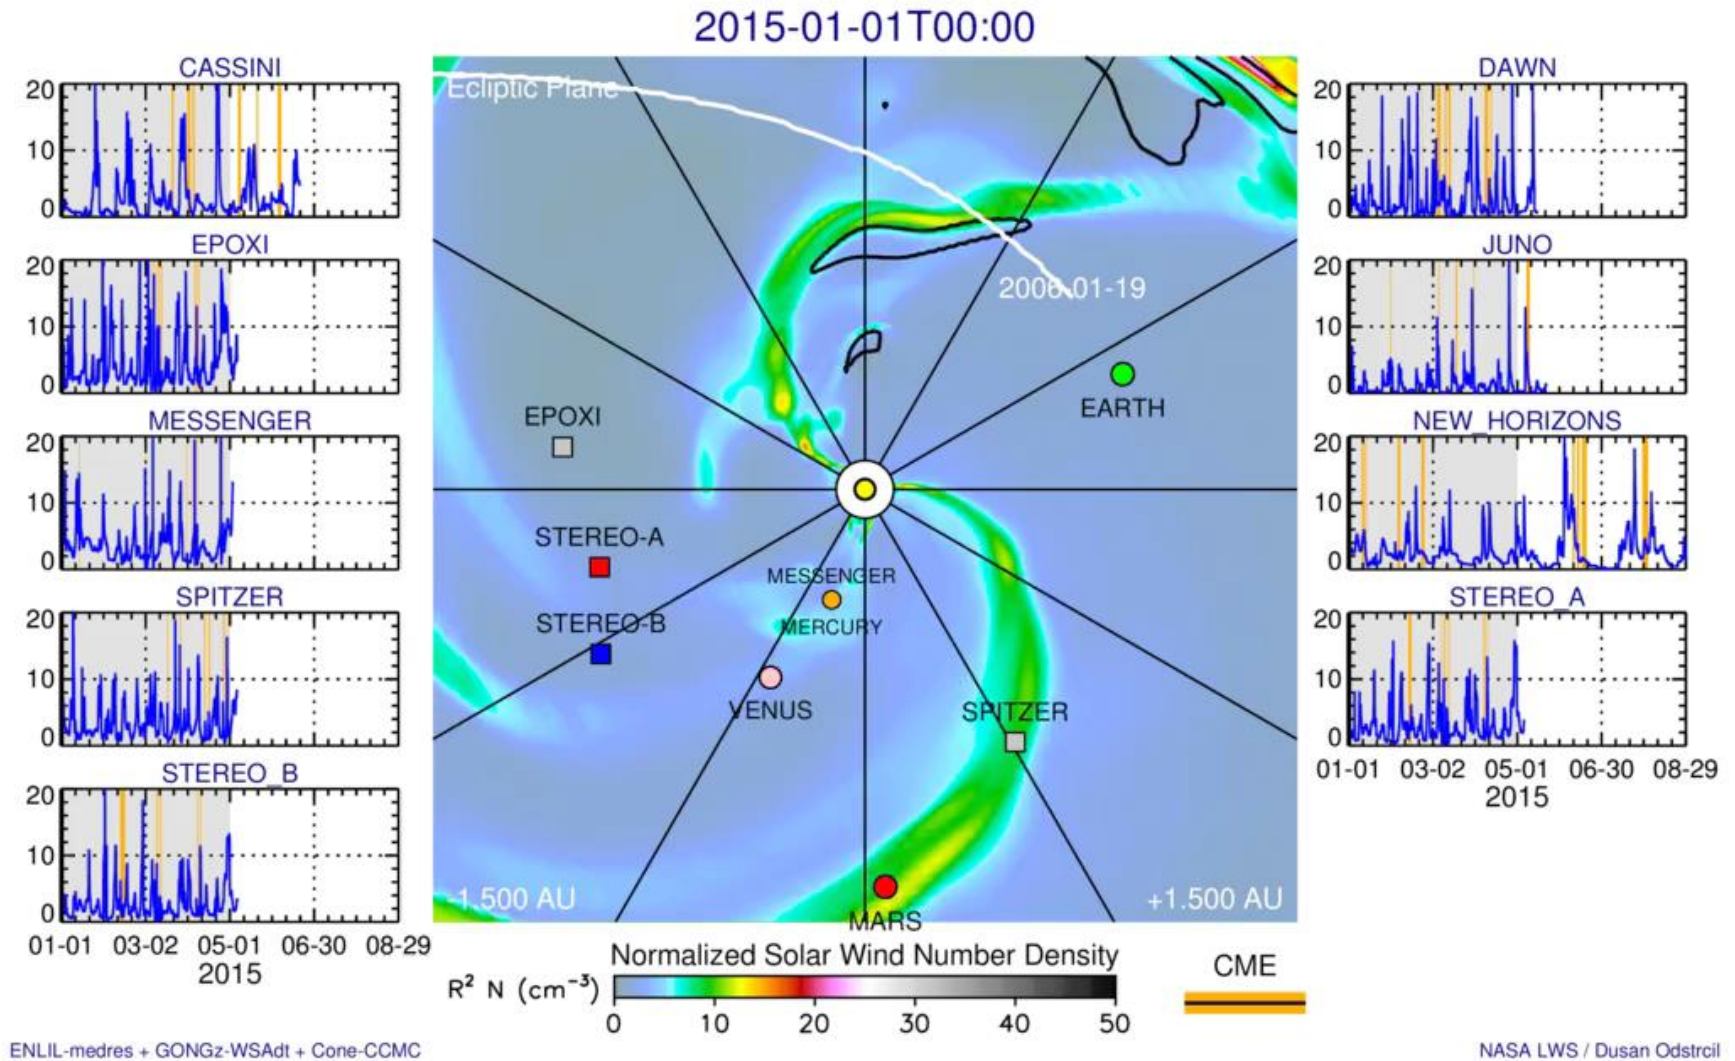 2015-01-01T00:00
CASSINI
20
10
0
EPOXI
20
10
0
MESSENGER
20
10
0
SPITZER
20
10
0
STEREO_B
20
10
0
01-01 03-02 05-01 06-30 08-29
2015
Ecliptic Plane
2006-01-19
EARTH
EPOXI
STEREO-A
MESSENGER
STEREO-B
MERCURY
VENUS
SPITZER
-1.500 AU
+1.500 AU
MARS
DAWN
20
10
0
JUNO
20
10
0
NEW_HORIZONS
20
10
0
STEREO_A
20
10
0
01-01 03-02 05-01 06-30 08-29
2015
Normalized Solar Wind Number Density
R² N (cm⁻³)
0 10 20 30 40 50
CME
ENLIL-medres + GONGz-WSAdt + Cone-CCMC
NASA LWS / Dusan Odstrcil